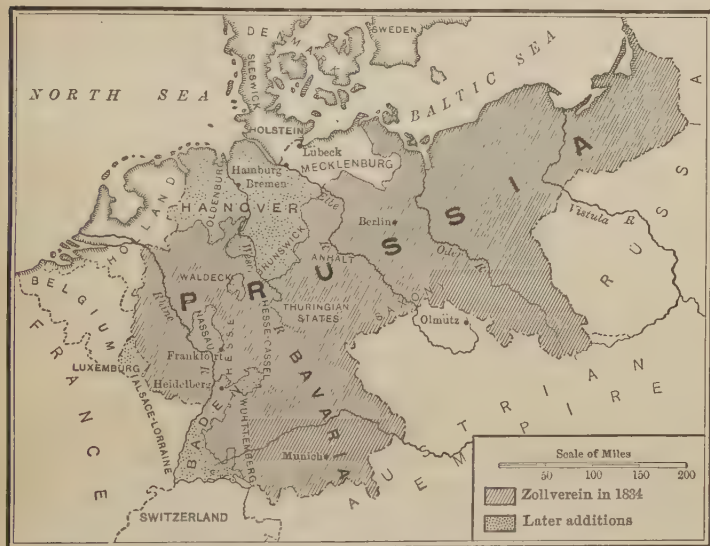 DENMARK
SWEDEN
NORTH SEA
BALTIC SEA
SLESWICK
HOLSTEIN
Lübeck
MECKLENBURG
Hamburg
Bremen
OLDENBURG
HANOVER
Elbe
Weser
BRUNSWICK
Berlin
Oder R.
Vistula R
RUSSIA
PRUSSIA
HOLLAND
BELGIUM
FRANCE
WALDECK
ANHALT
THURINGIAN
STATES
SAXONY
Olmütz
Rhine
NASSAU
HESSE
HESSE-CASSEL
Frankfort
LUXEMBURG
Heidelberg
ALSACE-LORRAINE
BADEN
WURTTEMBERG
BAVARIA
Munich
AUSTRIAN
EMPIRE
SWITZERLAND
Scale of Miles
50 100 150 200
Zollverein in 1834
Later additions